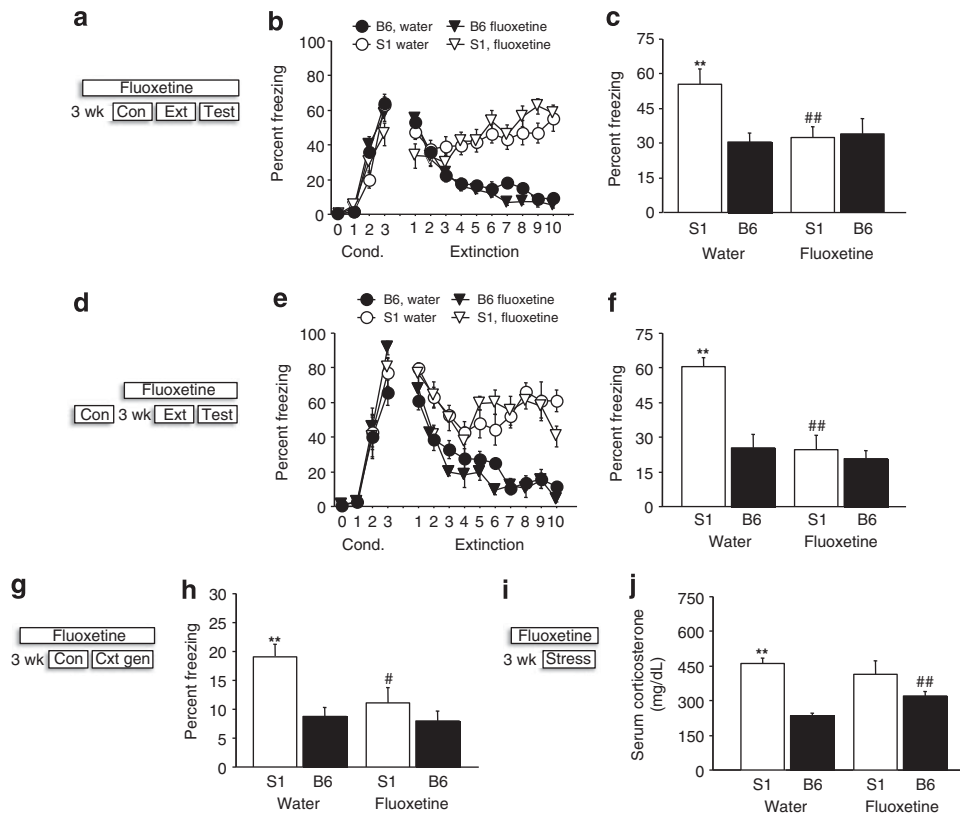 a
Fluoxetine
3 wk Con Ext Test
b
B6, water B6 fluoxetine
S1 water S1, fluoxetine
Percent freezing
100
80
60
40
20
0
0 1 2 3 1 2 3 4 5 6 7 8 9 10
Cond. Extinction
c
Percent freezing
75
60
45
30
15
0
**
##
S1 B6 S1 B6
Water Fluoxetine
d
Fluoxetine
Con 3 wk Ext Test
e
B6, water B6 fluoxetine
S1 water S1, fluoxetine
Percent freezing
100
80
60
40
20
0
0 1 2 3 1 2 3 4 5 6 7 8 9 10
Cond. Extinction
f
Percent freezing
75
60
45
30
15
0
**
##
S1 B6 S1 B6
Water Fluoxetine
g
Fluoxetine
3 wk Con Cxt gen
h
Percent freezing
30
25
20
15
10
5
0
**
#
S1 B6 S1 B6
Water Fluoxetine
i
Fluoxetine
3 wk Stress
j
Serum corticosterone
(mg/dL)
750
600
450
300
150
0
**
##
S1 B6 S1 B6
Water Fluoxetine